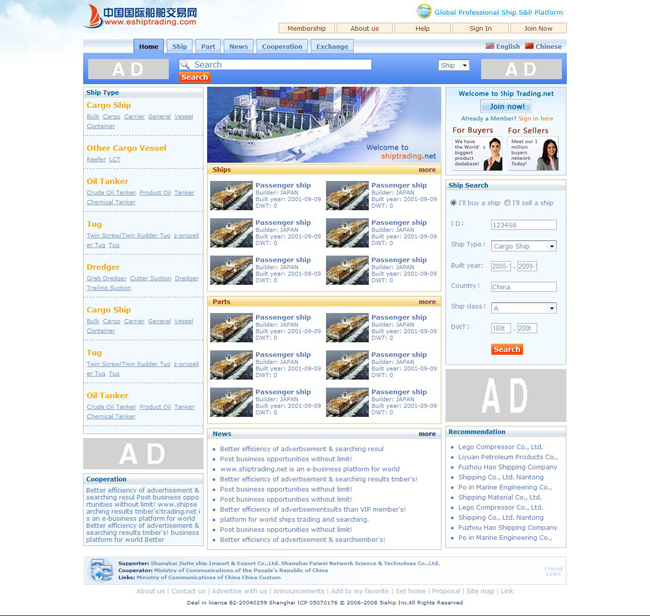 中国国际船舶交易网
www.eshiptrading.com
Global Professional Ship S&P Platform
Membership About us Help Sign In Join Now
Home Ship Part News Cooperation Exchange English Chinese
AD Search Ship AD
Search
Ship Type
Cargo Ship
Bulk Cargo Carrier General Vessel
Container
Other Cargo Vessel
Reefer LCT
Oil Tanker
Crude Oil Tanker Product Oil Tanker
Chemical Tanker
Tug
Twin Screw/Twin Rudder Tug z-propell
er Tug Tug
Dredger
Grab Dredger Cutter Suction Dredger
Trailing Suction
Cargo Ship
Bulk Cargo Carrier General Vessel
Container
Tug
Twin Screw/Twin Rudder Tug z-propell
er Tug Tug
Oil Tanker
Crude Oil Tanker Product Oil Tanker
Chemical Tanker
AD
Cooperation
Better efficiency of advertisement &
searching resul Post business oppo
rtunities without limit! www.shipse
arching results tmber's!trading.net i
s an e-business platform for world
Better efficiency of advertisement &
searching results tmber's! business
platform for world Better
Welcome to
shiptrading.net
Ships more
Passenger ship Passenger ship
Builder: JAPAN Builder: JAPAN
Built year: 2001-09-09 Built year: 2001-09-09
DWT: 0 DWT: 0
Passenger ship Passenger ship
Builder: JAPAN Builder: JAPAN
Built year: 2001-09-09 Built year: 2001-09-09
DWT: 0 DWT: 0
Passenger ship Passenger ship
Builder: JAPAN Builder: JAPAN
Built year: 2001-09-09 Built year: 2001-09-09
DWT: 0 DWT: 0
Parts more
Passenger ship Passenger ship
Builder: JAPAN Builder: JAPAN
Built year: 2001-09-09 Built year: 2001-09-09
DWT: 0 DWT: 0
Passenger ship Passenger ship
Builder: JAPAN Builder: JAPAN
Built year: 2001-09-09 Built year: 2001-09-09
DWT: 0 DWT: 0
Passenger ship Passenger ship
Builder: JAPAN Builder: JAPAN
Built year: 2001-09-09 Built year: 2001-09-09
DWT: 0 DWT: 0
News more
Better efficiency of advertisement & searching resul
Post business opportunities without limit!
www.shiptrading.net is an e-business platform for world
Better efficiency of advertisement & searching results tmber's!
Post business opportunities without limit!
Post business opportunities without limit!
Better efficiency of advertisementsults than VIP member's!
platform for world ships trading and searching.
Post business opportunities without limit!
Better efficiency of advertisement & searchiember's!
Welcome to ship Trading.net
Join now!
Already a Member? Sign in here
For Buyers For Sellers
We have the World' s biggest product dadabase!
Meet our 1 million buyers network Today!
Ship Search
I'll buy a ship I'll sell a ship
ID: 123456
Ship Type: Cargo Ship
Built year: 2005-1 - 2009-1
Country: China
Ship class: A
DWT: 100t - 200t
Search
AD
Recommendation
Lego Compressor Co., Ltd.
Liyuan Petroleum Products Co.,
Fuzhou Hao Shipping Company
Shipping Co., Ltd. Nantong
Po in Marine Engineering Co.,
Shipping Material Co., Ltd.
Lego Compressor Co., Ltd.
Shipping Co., Ltd. Nantong
Fuzhou Hao Shipping Company
Po in Marine Engineering Co.,
Supporter: Shanghai JiuHe ship Import & Export Co.,Ltd. Shanghai Paiwei Network Science & Technology Co.,Ltd.
Cooperator: Ministry of Communications of the People's Republic of China
Links: Ministry of Communications of China China Custom
Friend
Links
About us | Contact us | Advertise with us | Announcements | Add to my favorite | Set home | Proposal | Site map | Link
Deal in licence B2-20040259 Shanghai ICP 05070176 © 2006-2008 Siship Inc.All Rights Reserved